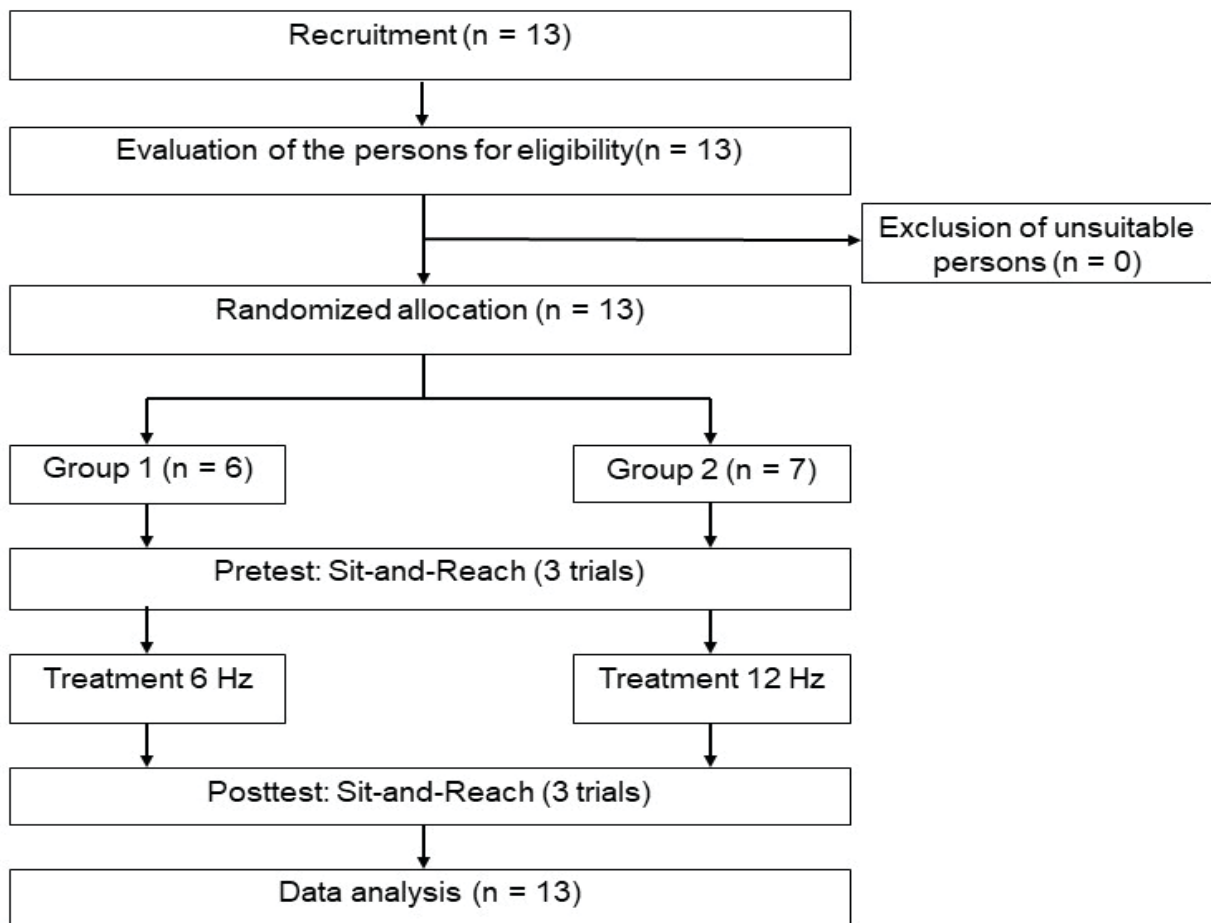 Recruitment (n = 13)
Evaluation of the persons for eligibility(n = 13)
Exclusion of unsuitable
persons (n = 0)
Randomized allocation (n = 13)
Group 1 (n = 6)
Group 2 (n = 7)
Pretest: Sit-and-Reach (3 trials)
Treatment 6 Hz
Treatment 12 Hz
Posttest: Sit-and-Reach (3 trials)
Data analysis (n = 13)